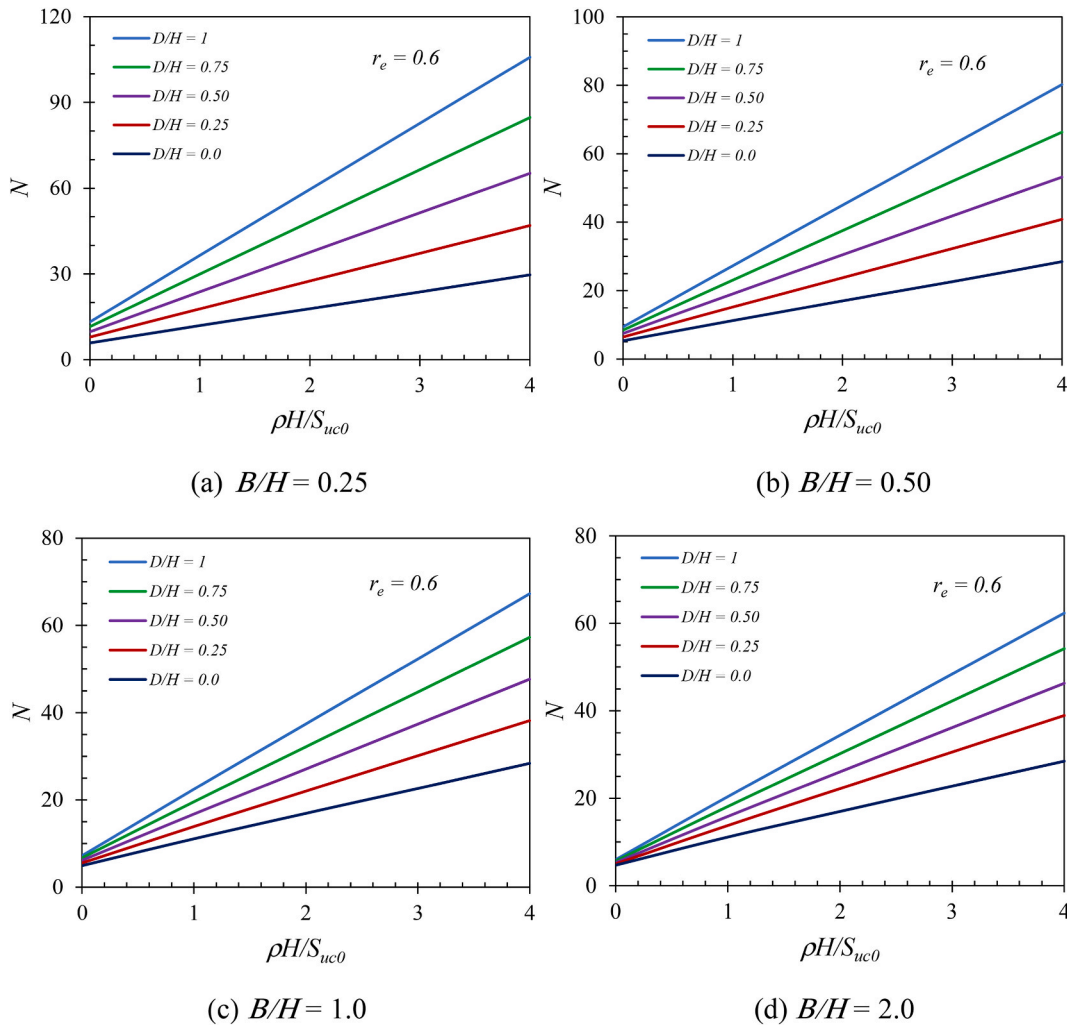 120
90
60
30
0
N
D/H = 1
D/H = 0.75
D/H = 0.50
D/H = 0.25
D/H = 0.0
r_e = 0.6
0 1 2 3 4
ρH/S_uc0
(a) B/H = 0.25
100
80
60
40
20
0
N
D/H = 1
D/H = 0.75
D/H = 0.50
D/H = 0.25
D/H = 0.0
r_e = 0.6
0 1 2 3 4
ρH/S_uc0
(b) B/H = 0.50
80
60
40
20
0
N
D/H = 1
D/H = 0.75
D/H = 0.50
D/H = 0.25
D/H = 0.0
r_e = 0.6
0 1 2 3 4
ρH/S_uc0
(c) B/H = 1.0
80
60
40
20
0
N
D/H = 1
D/H = 0.75
D/H = 0.50
D/H = 0.25
D/H = 0.0
r_e = 0.6
0 1 2 3 4
ρH/S_uc0
(d) B/H = 2.0